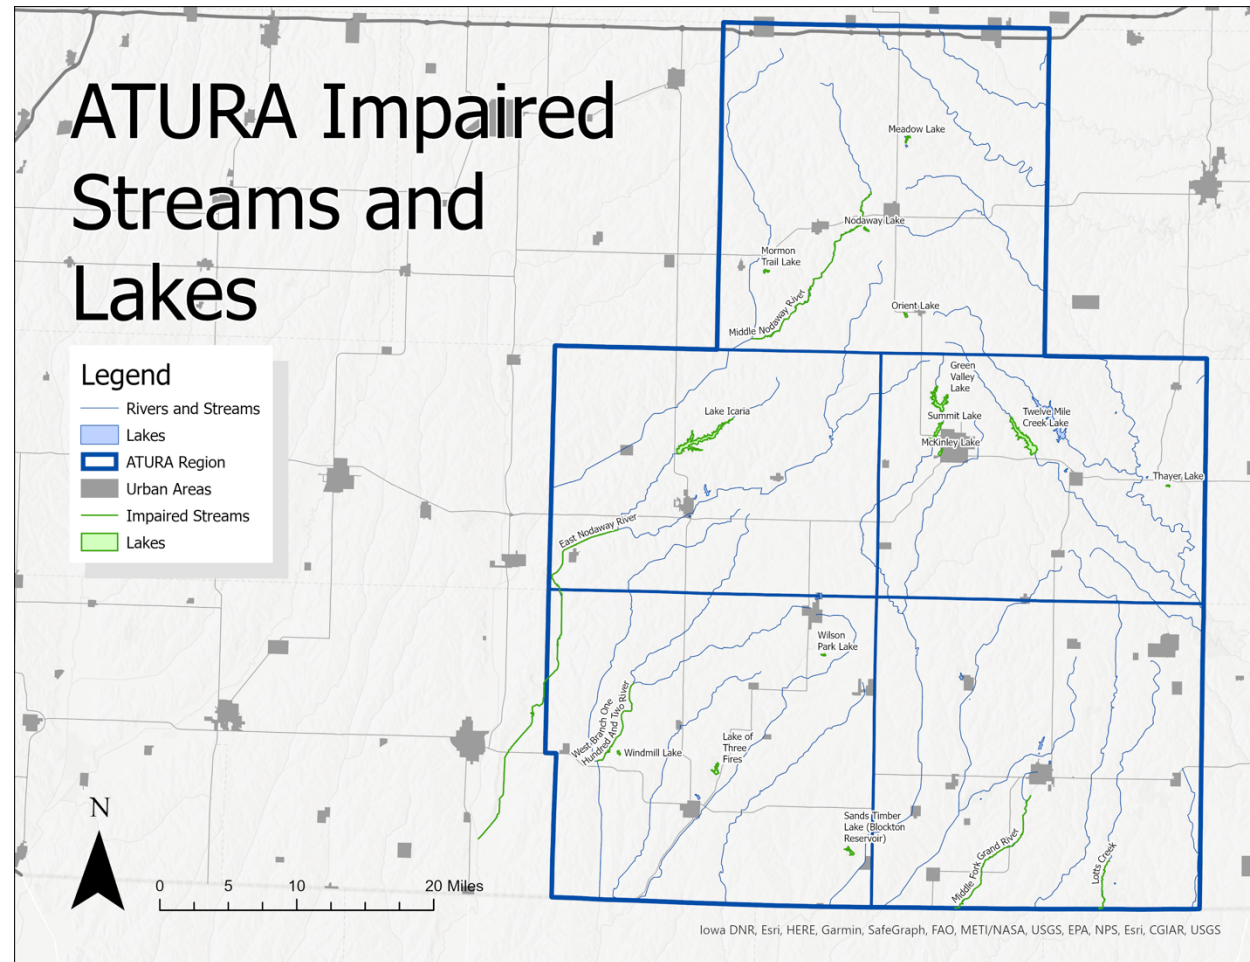 ATURA Impaired
Streams and
Lakes
Legend
Rivers and Streams
Lakes
ATURA Region
Urban Areas
Impaired Streams
Lakes
Meadow Lake
Nodaway Lake
Mormon
Trail Lake
Middle Nodaway River
Orient Lake
Green
Valley
Lake
Lake Icaria
Summit Lake
Twelve Mile
Creek Lake
McKinley Lake
Thayer Lake
East Nodaway River
Wilson
Park Lake
West Branch One
Hundred And Two River
Windmill Lake
Lake of
Three
Fires
Sands Timber
Lake (Blockton
Reservoir)
Middle Fork Grand River
Lotts Creek
N
0 5 10 20 Miles
Iowa DNR, Esri, HERE, Garmin, SafeGraph, FAO, METI/NASA, USGS, EPA, NPS, Esri, CGIAR, USGS